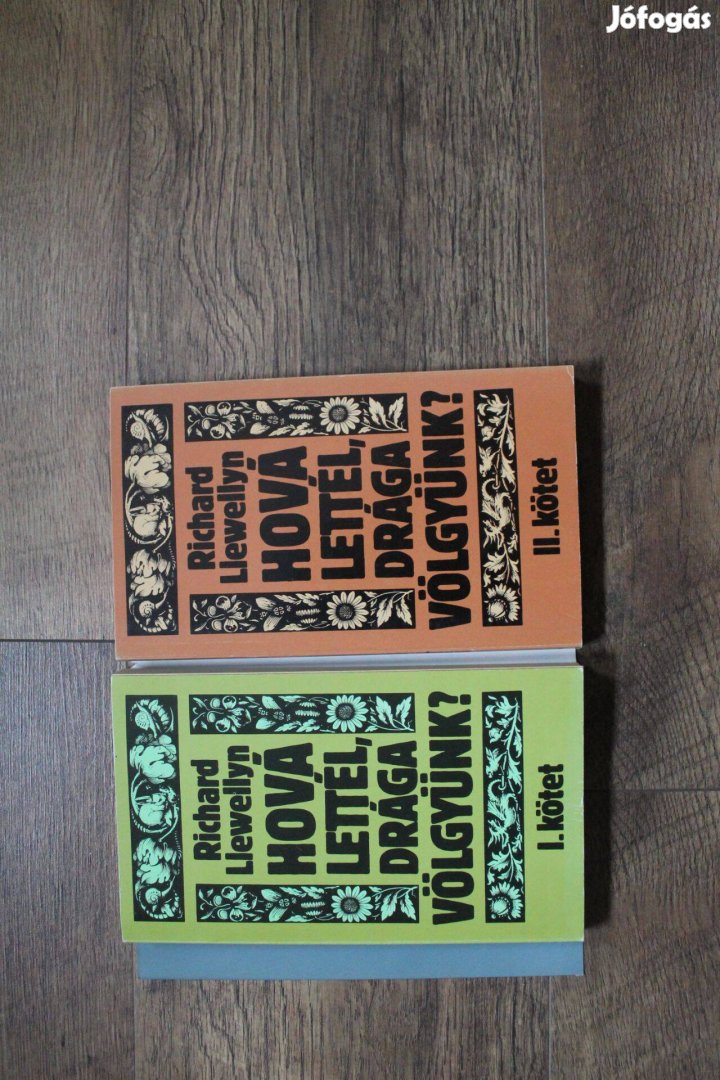 Jófogás
Richard
Llewellyn
HOVÁ
LETTÉL,
DRÁGA
VÖLGYÜNK?
II. kötet
Richard
Llewellyn
HOVÁ
LETTÉL,
DRÁGA
VÖLGYÜNK?
I. kötet